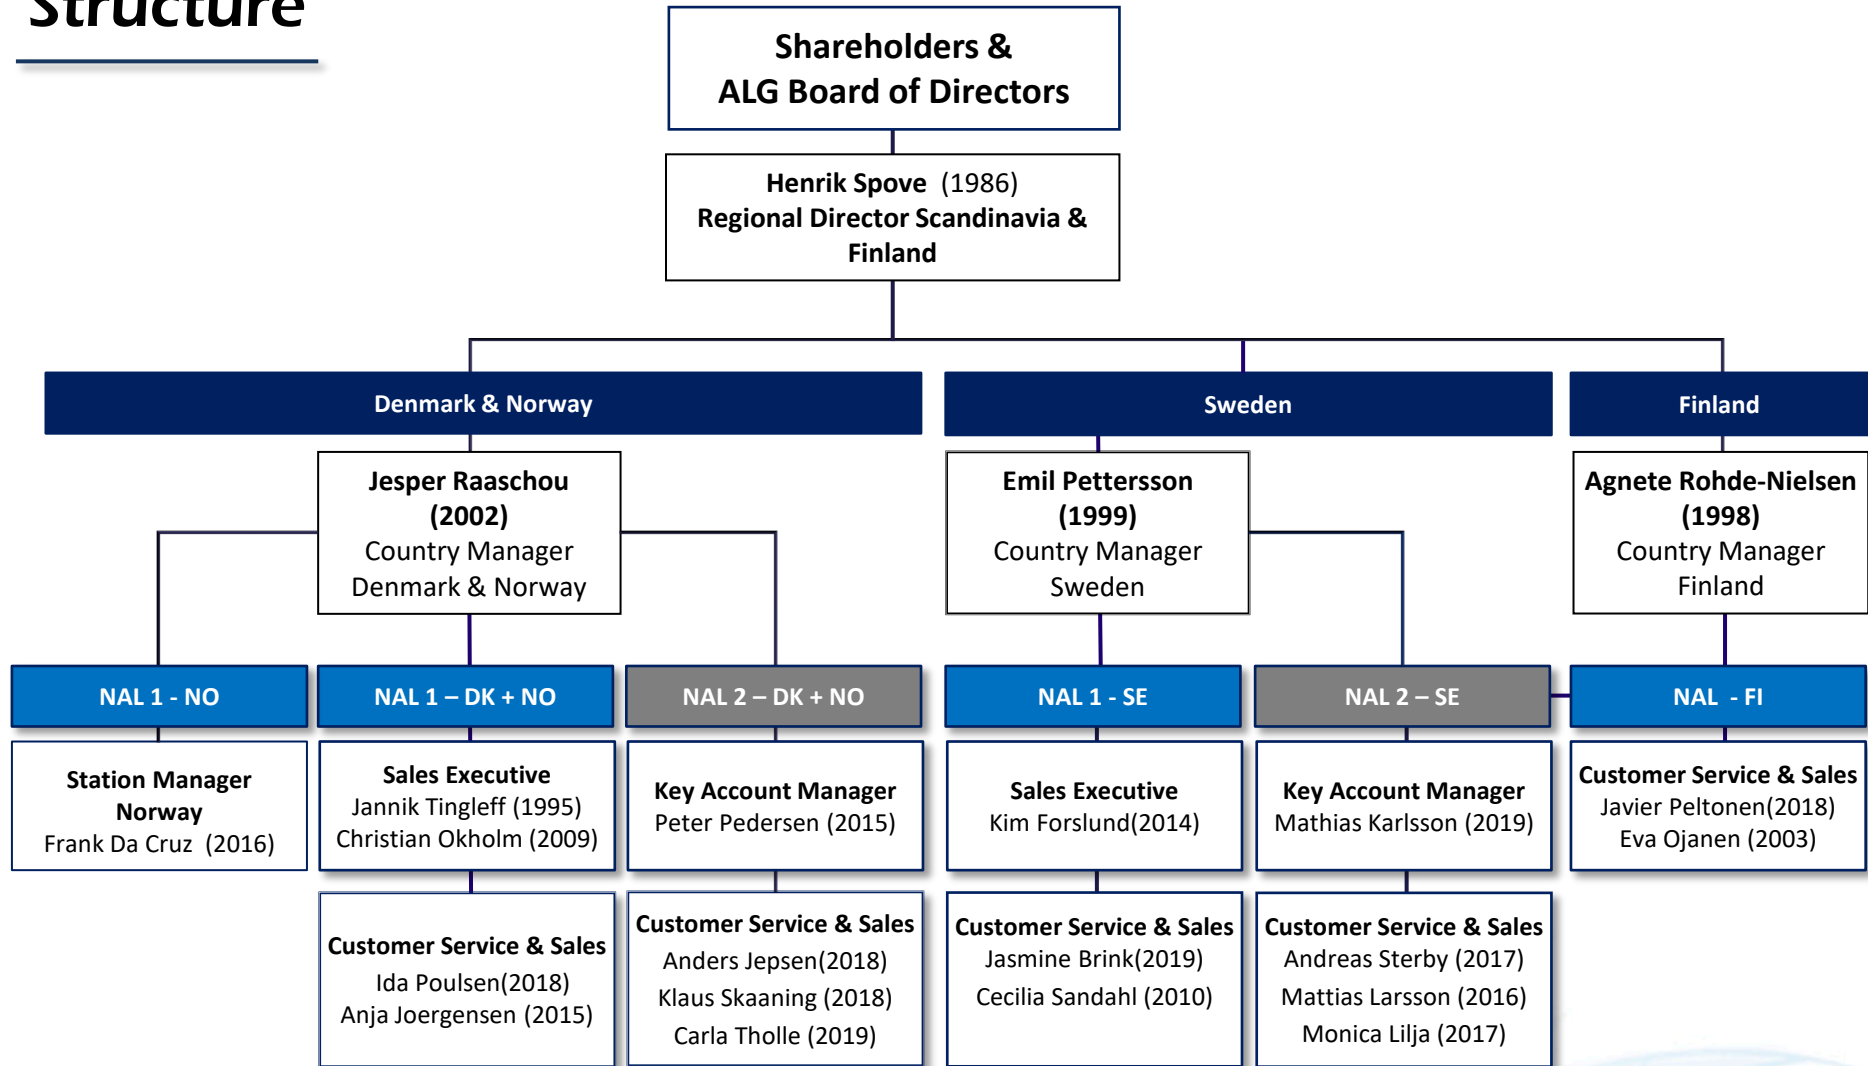 Structure
Shareholders &
ALG Board of Directors
Henrik Spove (1986)
Regional Director Scandinavia &
Finland
Denmark & Norway
Sweden
Finland
Jesper Raaschou
(2002)
Country Manager
Denmark & Norway
Emil Pettersson
(1999)
Country Manager
Sweden
Agnete Rohde-Nielsen
(1998)
Country Manager
Finland
NAL 1 - NO
NAL 1 – DK + NO
NAL 2 – DK + NO
NAL 1 - SE
NAL 2 – SE
NAL - FI
Station Manager
Norway
Frank Da Cruz (2016)
Sales Executive
Jannik Tingleff (1995)
Christian Okholm (2009)
Key Account Manager
Peter Pedersen (2015)
Sales Executive
Kim Forslund(2014)
Key Account Manager
Mathias Karlsson (2019)
Customer Service & Sales
Javier Peltonen(2018)
Eva Ojanen (2003)
Customer Service & Sales
Ida Poulsen(2018)
Anja Joergensen (2015)
Customer Service & Sales
Anders Jepsen(2018)
Klaus Skaaning (2018)
Carla Tholle (2019)
Customer Service & Sales
Jasmine Brink(2019)
Cecilia Sandahl (2010)
Customer Service & Sales
Andreas Sterby (2017)
Mattias Larsson (2016)
Monica Lilja (2017)